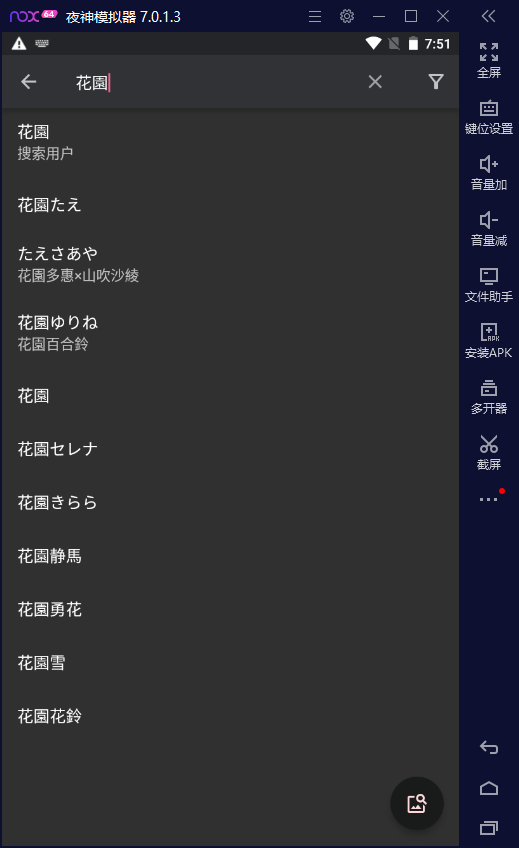 nox 64 夜神模拟器 7.0.1.3
7:51
花園
花園
搜索用户
花園たえ
たえさあや
花園多惠×山吹沙綾
花園ゆりね
花園百合鈴
花園
花園セレナ
花園きらら
花園静馬
花園勇花
花園雪
花園花鈴
全屏
键位设置
音量加
音量减
文件助手
APK
安装APK
多开器
截屏